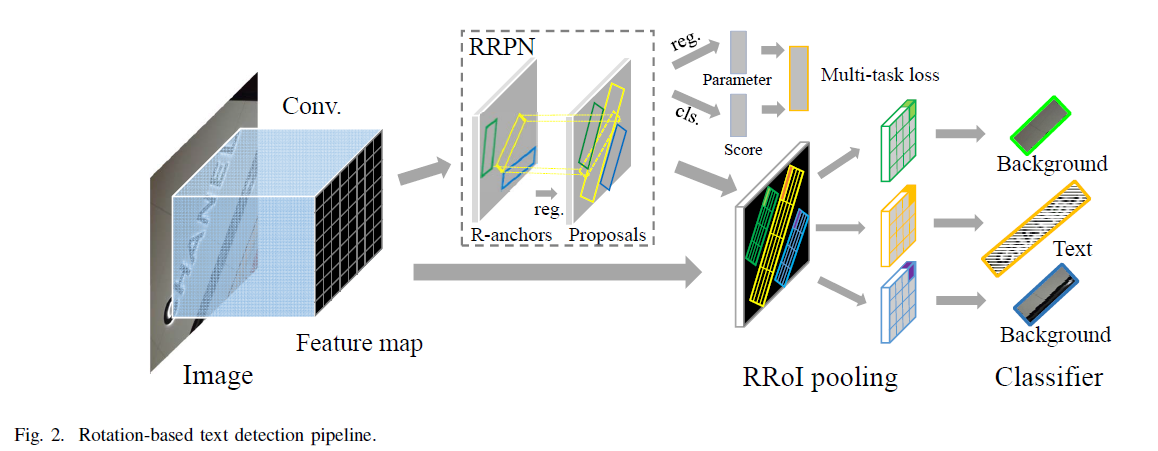 RRPN
reg.
Parameter
Multi-task loss
cls.
Score
Conv.
reg.
R-anchors Proposals
Feature map
Image
Background
Text
Background
RRoI pooling
Classifier
Fig. 2. Rotation-based text detection pipeline.